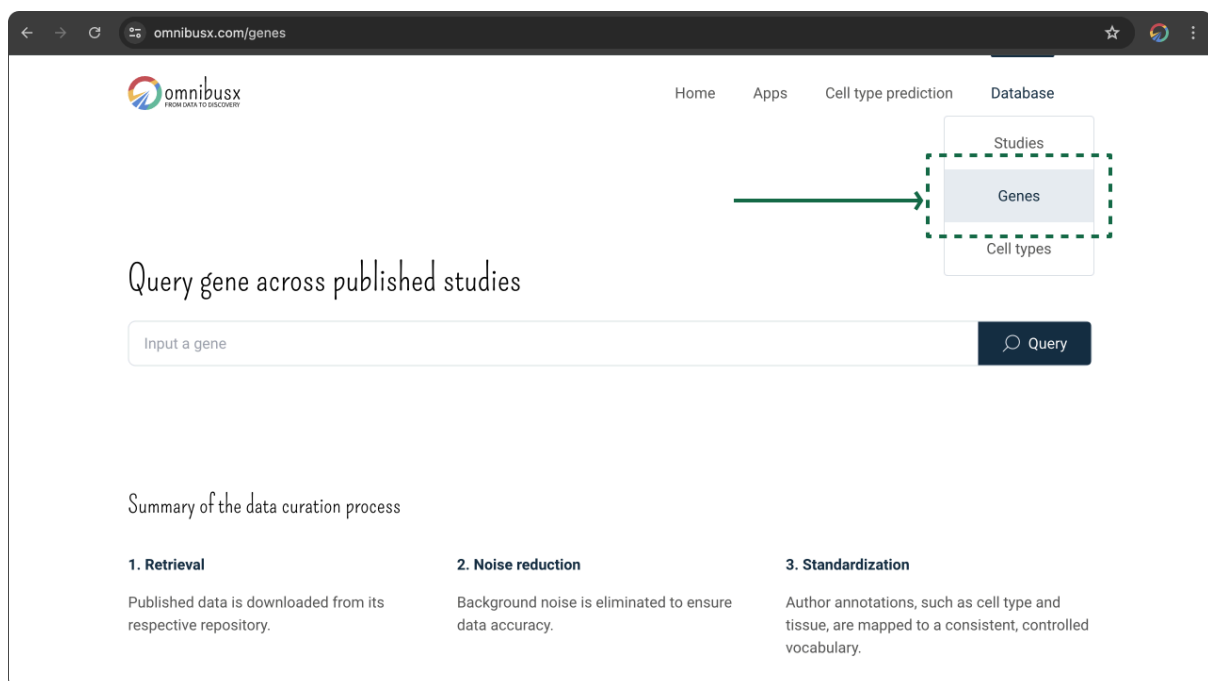 omnibusx.com/genes
omnibusx
FROM DATA TO DISCOVERY
Home Apps Cell type prediction Database
Studies
Genes
Cell types
Query gene across published studies
Input a gene
Query
Summary of the data curation process
1. Retrieval
Published data is downloaded from its
respective repository.
2. Noise reduction
Background noise is eliminated to ensure
data accuracy.
3. Standardization
Author annotations, such as cell type and
tissue, are mapped to a consistent, controlled
vocabulary.